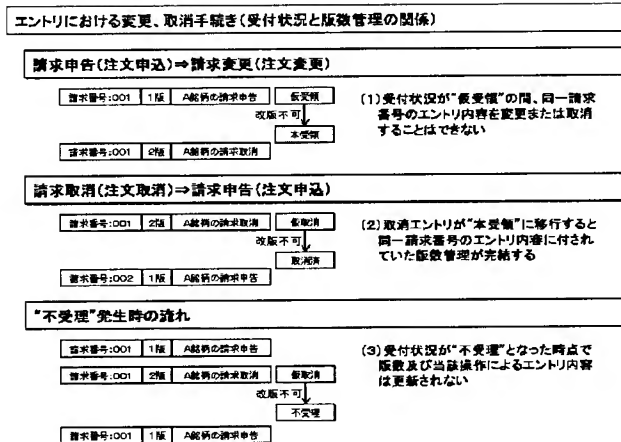 エントリにおける変更、取消手続き(受付状況と版数管理の関係)
請求申告(注文申込)⇒請求変更(注文変更)
請求番号:001 1版 A銘柄の請求申告 仮受領
改版不可
本受領
請求番号:001 2版 A銘柄の請求取消
(1)受付状況が"仮受領"の間、同一請求
番号のエントリ内容を変更または取消
することはできない
請求取消(注文取消)⇒請求申告(注文申込)
請求番号:001 2版 A銘柄の請求取消 仮取消
改版不可
取消済
請求番号:002 1版 A銘柄の請求申告
(2)取消エントリが"本受領"に移行すると
同一請求番号のエントリ内容に付され
ていた版数管理が完結する
"不受理"発生時の流れ
請求番号:001 1版 A銘柄の請求申告
請求番号:001 2版 A銘柄の請求取消 仮取消
改版不可
不受理
請求番号:001 1版 A銘柄の請求申告
(3)受付状況が"不受理"となった時点で
版数及び当該操作によるエントリ内容
は更新されない